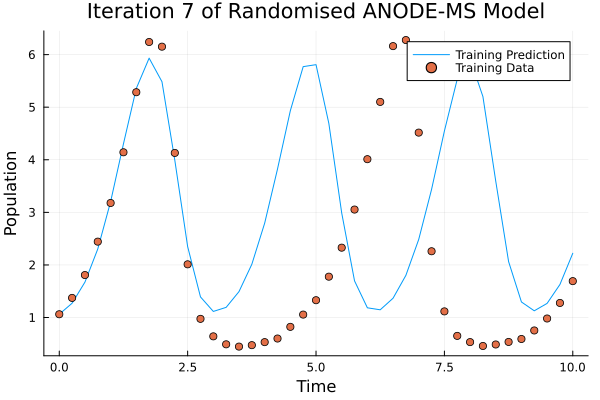 Iteration 7 of Randomised ANODE-MS Model
Training Prediction
Training Data
Population
6
5
4
3
2
1
0.0 2.5 5.0 7.5 10.0
Time